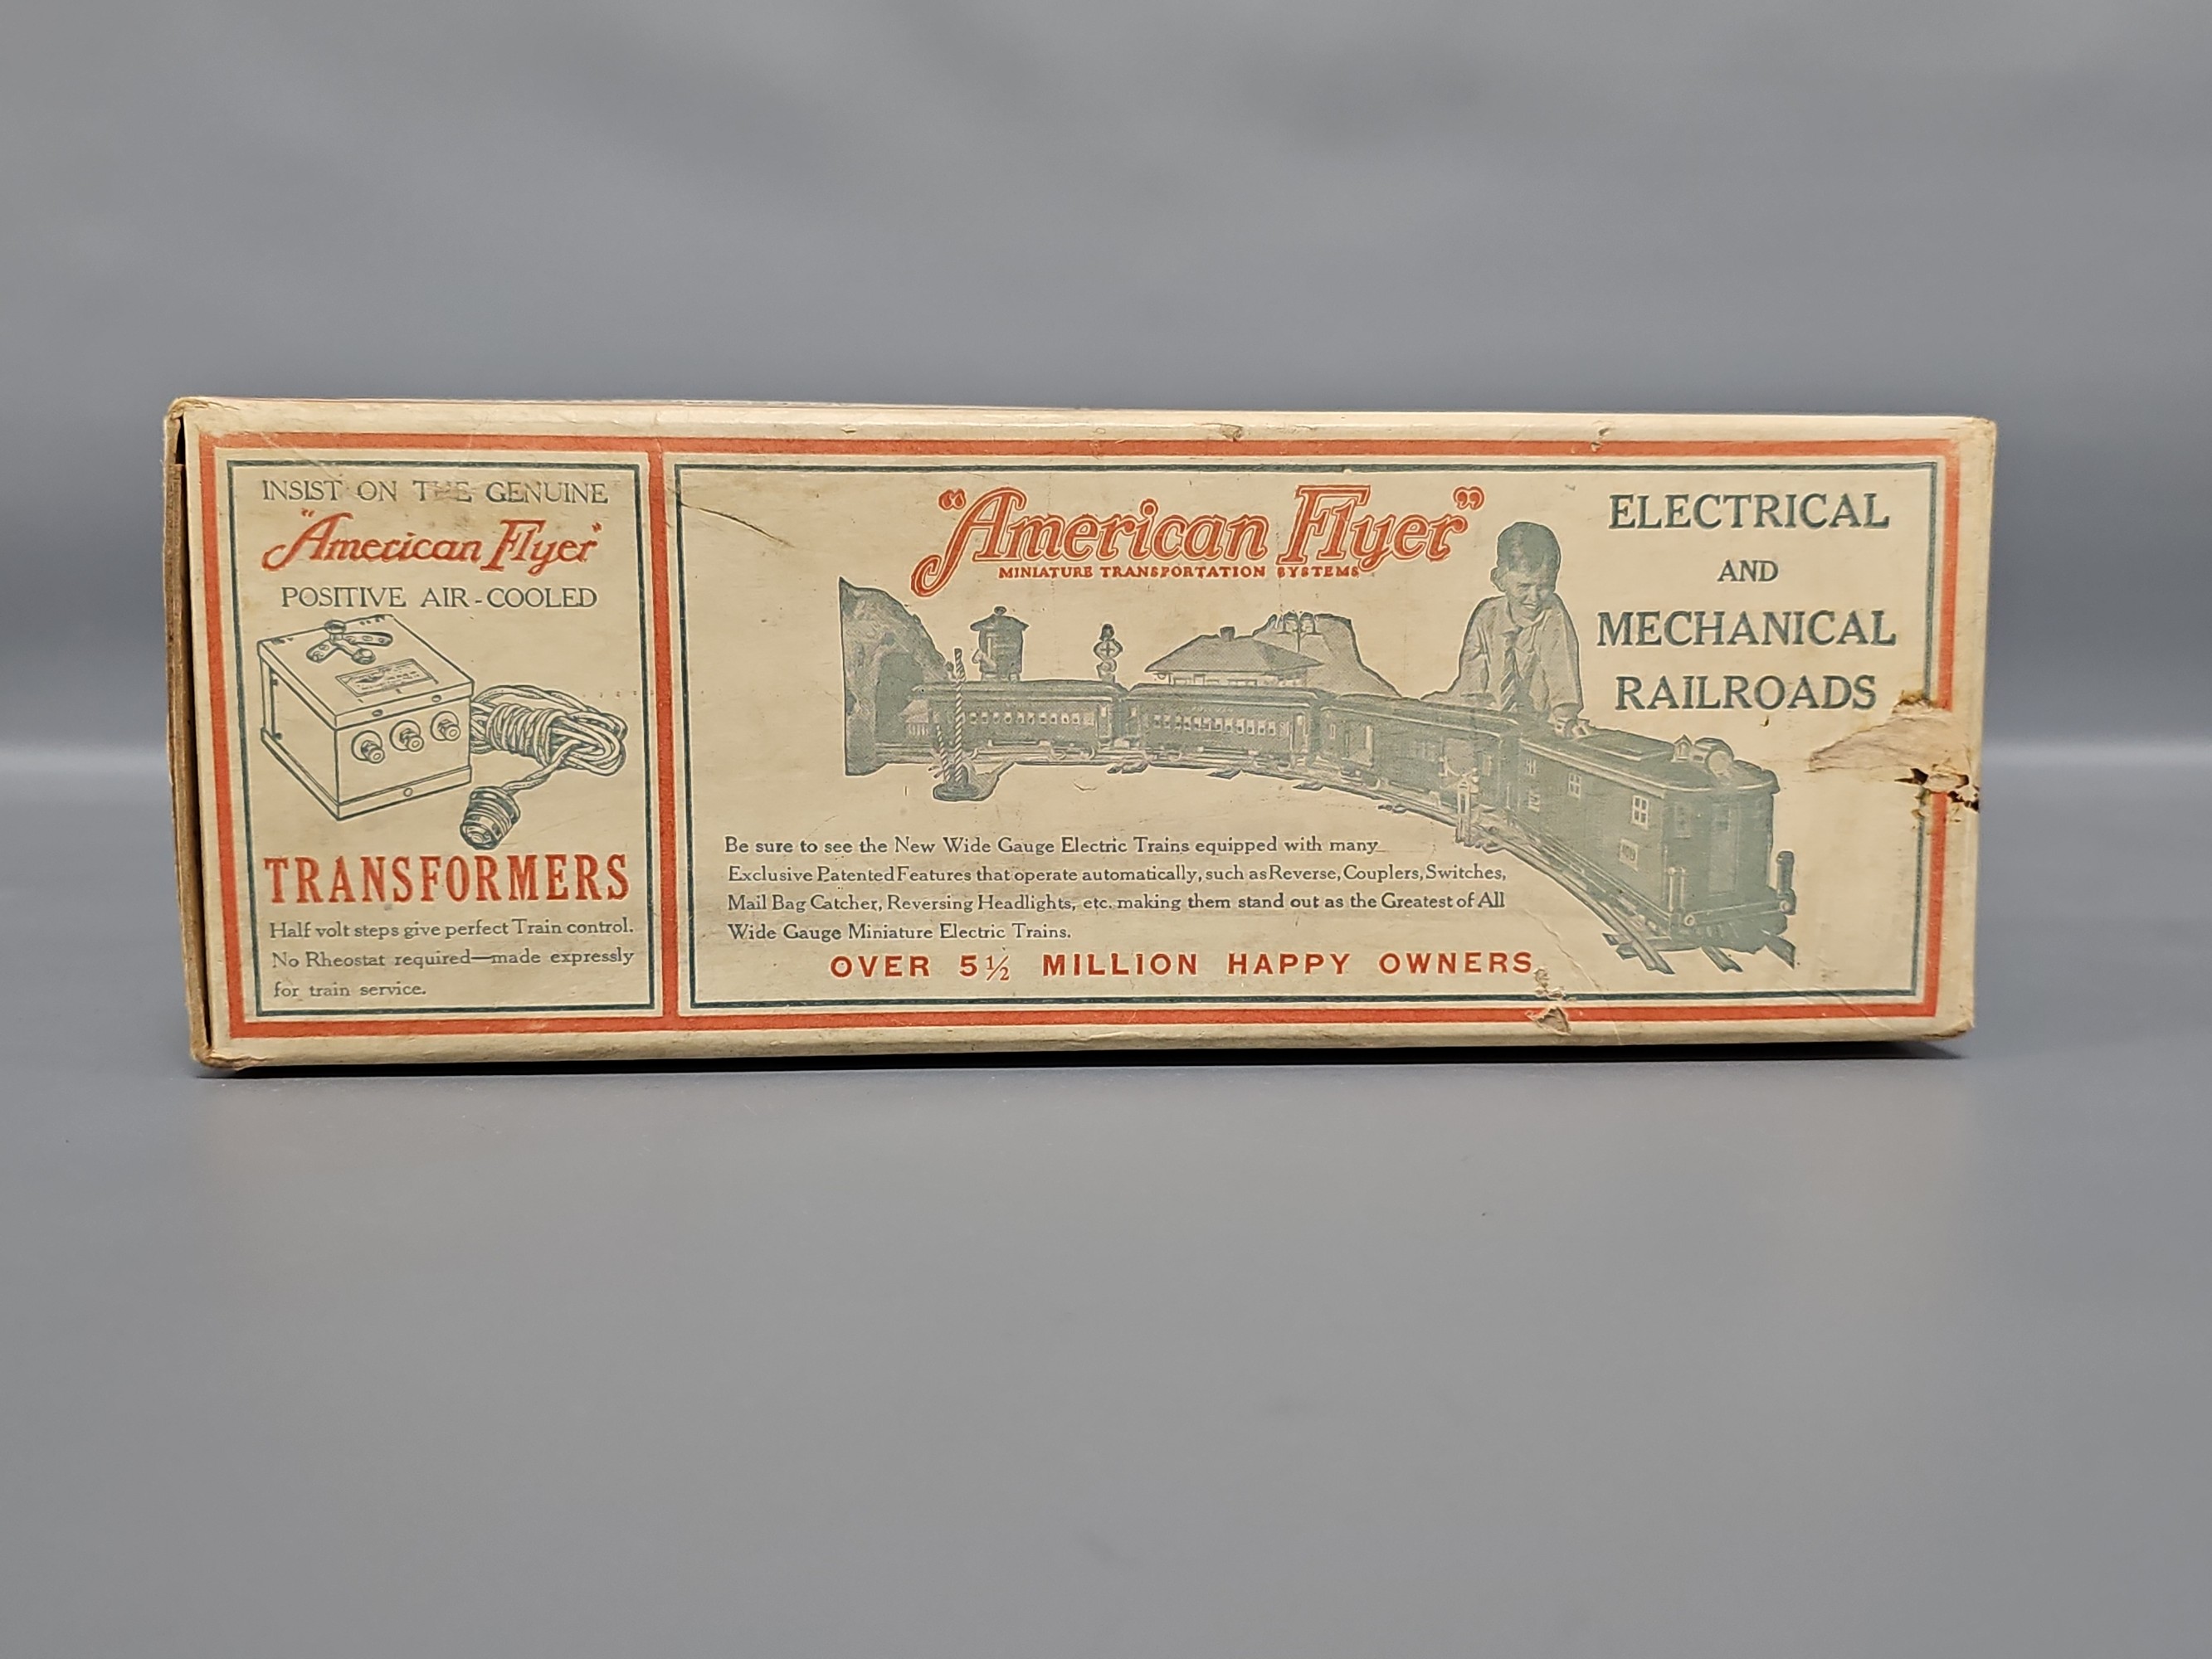 INSIST ON THE GENUINE
"American Flyer"
POSITIVE AIR-COOLED
TRANSFORMERS
Half volt steps give perfect Train control.
No Rheostat required—made expressly
for train service.
"American Flyer"
MINIATURE TRANSPORTATION SYSTEMS
ELECTRICAL
AND
MECHANICAL
RAILROADS
Be sure to see the New Wide Gauge Electric Trains equipped with many
Exclusive Patented Features that operate automatically, such as Reverse, Couplers, Switches,
Mail Bag Catcher, Reversing Headlights, etc. making them stand out as the Greatest of All
Wide Gauge Miniature Electric Trains.
OVER 5½ MILLION HAPPY OWNERS